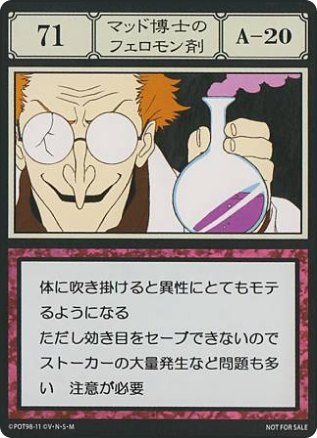 71
マッド博士の
フェロモン剤
A-20
体に吹き掛けると異性にとてもモテ
るようになる
ただし効き目をセーブできないので
ストーカーの大量発生など問題も多
い 注意が必要
©POT98-11 ©V・N・S・M
NOT FOR SALE